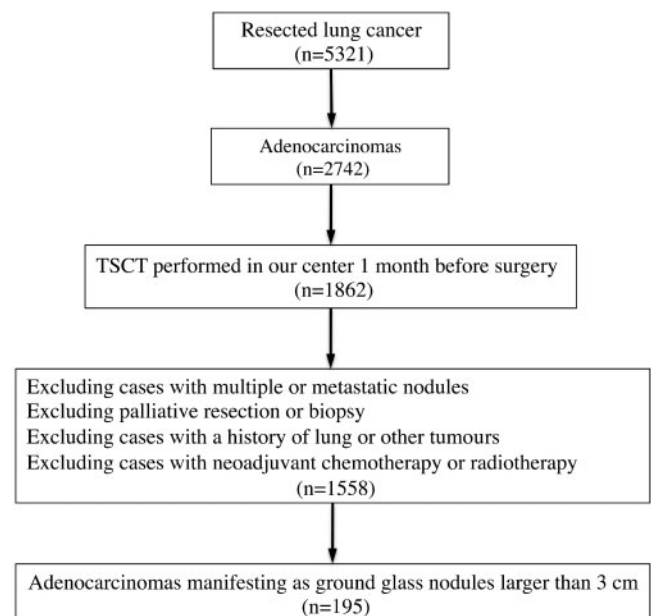 Resected lung cancer
(n=5321)
Adenocarcinomas
(n=2742)
TSCT performed in our center 1 month before surgery
(n=1862)
Excluding cases with multiple or metastatic nodules
Excluding palliative resection or biopsy
Excluding cases with a history of lung or other tumours
Excluding cases with neoadjuvant chemotherapy or radiotherapy
(n=1558)
Adenocarcinomas manifesting as ground glass nodules larger than 3 cm
(n=195)